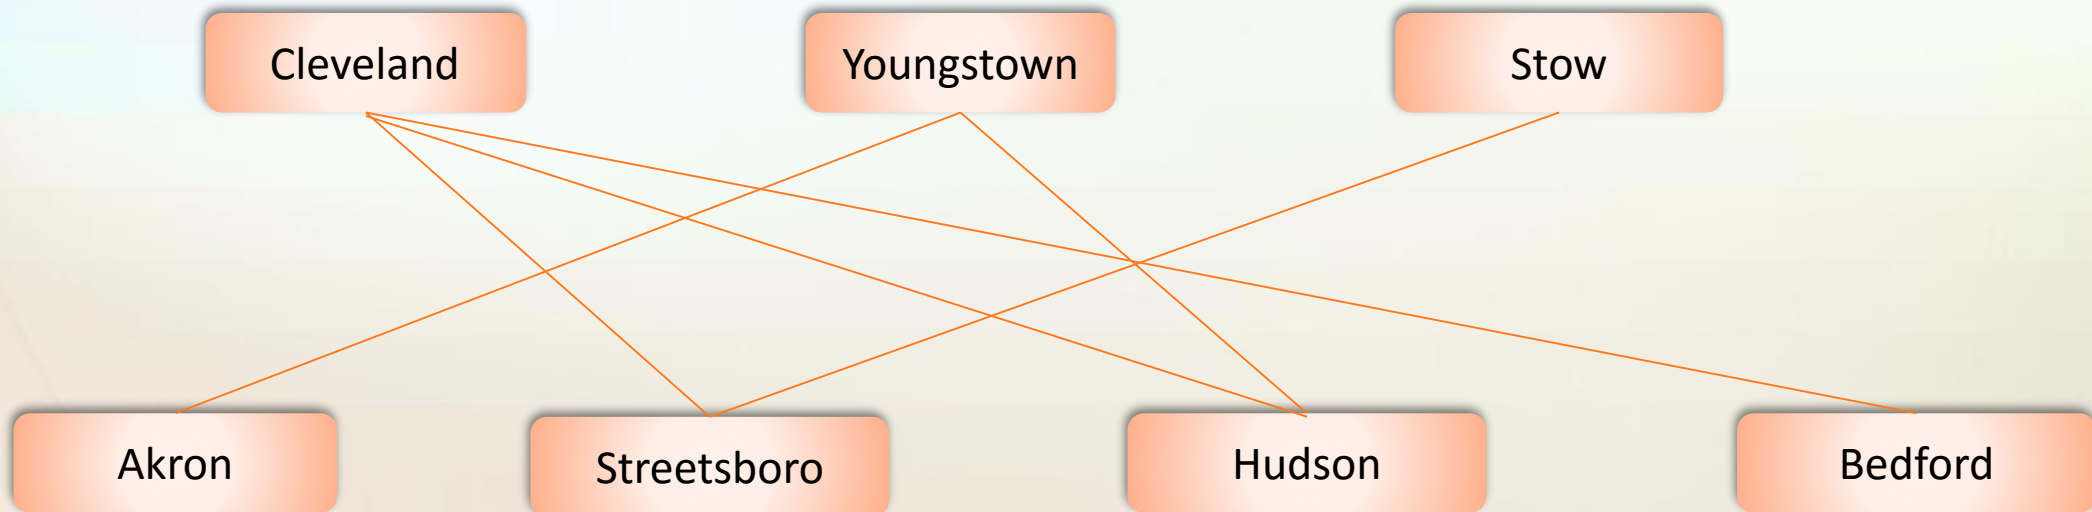 Cleveland
Youngstown
Stow
Akron
Streetsboro
Hudson
Bedford